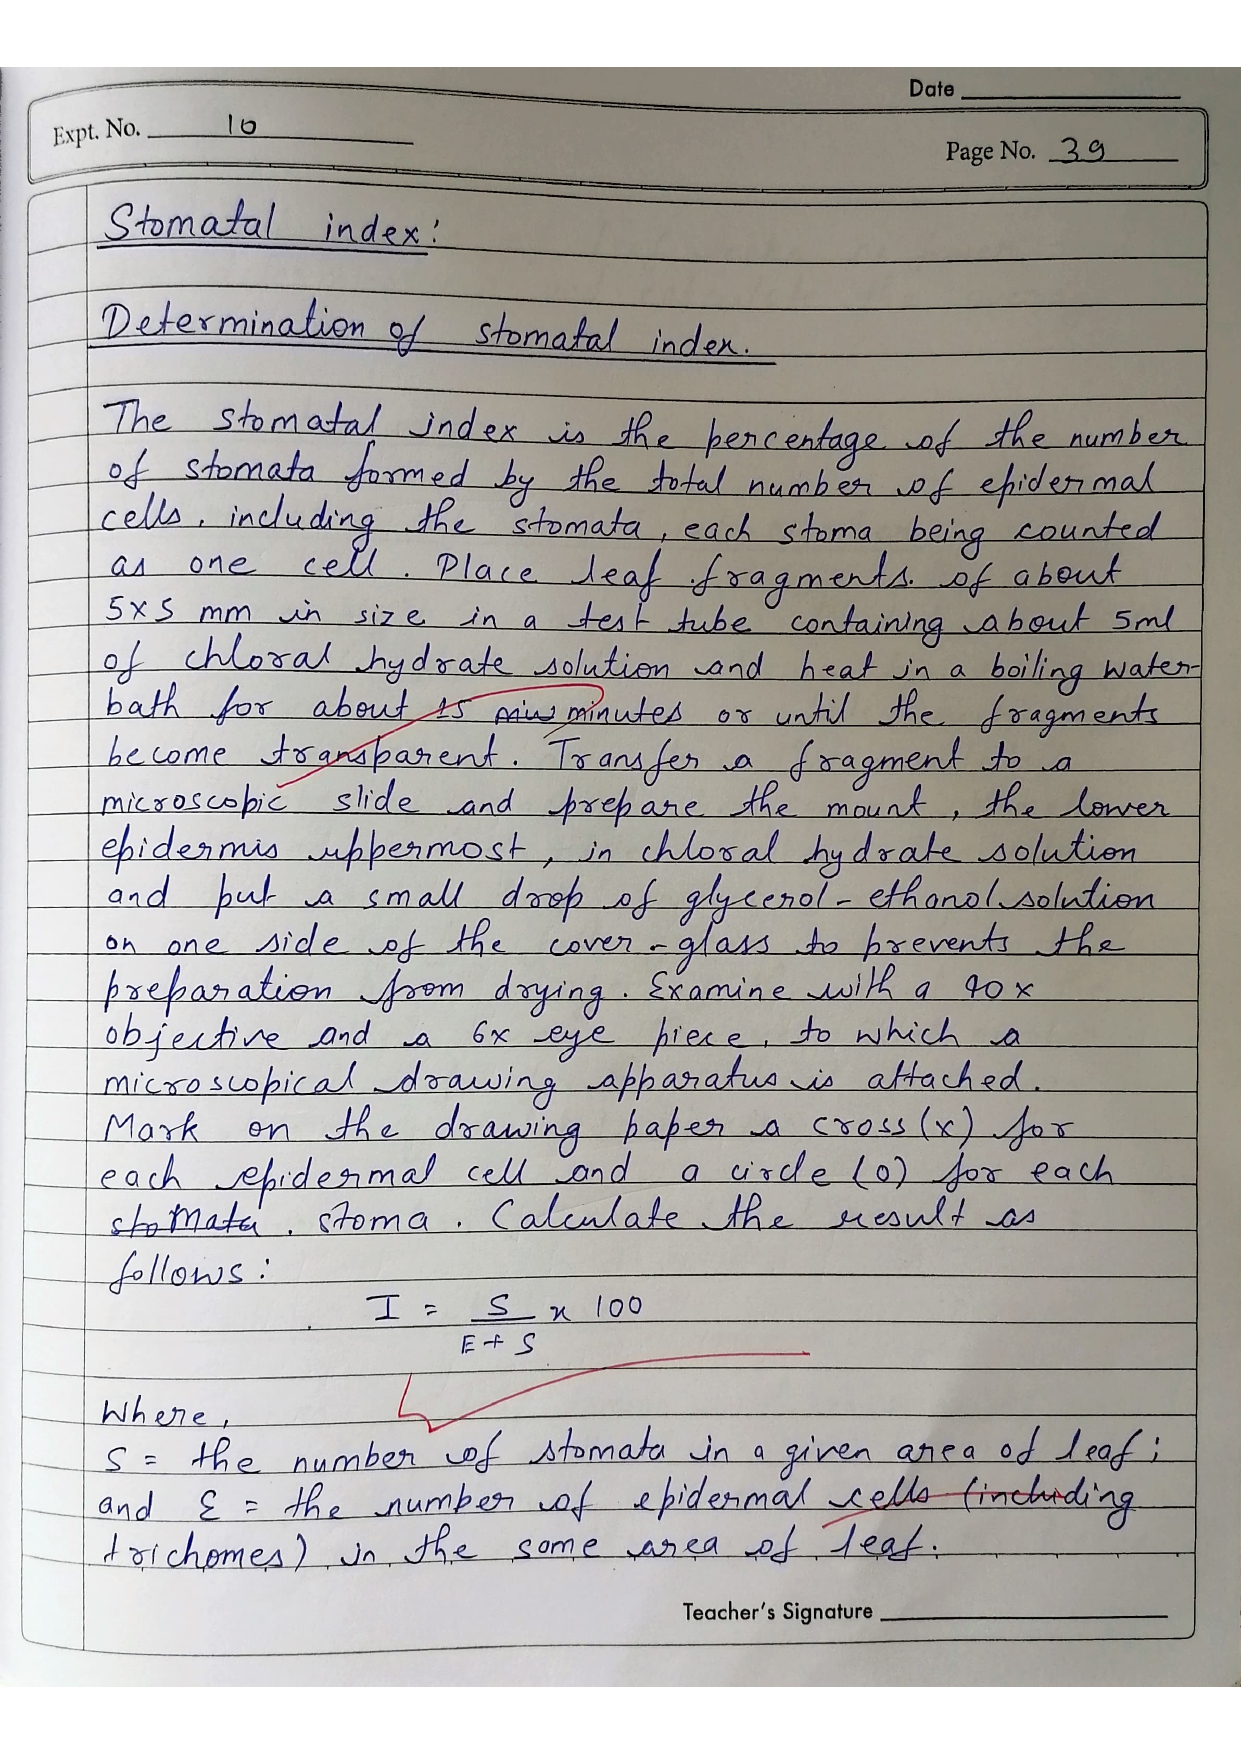 Date
Expt. No. 10
Page No. 39
Stomatal index:
Determination of stomatal index.
The stomatal index is the percentage of the number
of stomata formed by the total number of epidermal
cells, including the stomata, each stoma being counted
as one cell. Place leaf fragments of about
5x5 mm in size in a test tube containing about 5ml
of chloral hydrate solution and heat in a boiling water-
bath for about 15 minutes or until the fragments
become transparent. Transfer a fragment to a
microscopic slide and prepare the mount, the lower
epidermis uppermost, in chloral hydrate solution
and put a small drop of glycerol-ethanol solution
on one side of the cover-glass to prevents the
preparation from drying. Examine with a 40x
objective and a 6x eye piece, to which a
microscopical drawing apparatus is attached.
Mark on the drawing paper a cross (x) for
each epidermal cell and a circle (0) for each
stomata. stoma. Calculate the result as
follows:
I = S / E + S x 100
Where,
S = the number of stomata in a given area of leaf;
and E = the number of epidermal cells (including
trichomes) in the some area of leaf.
Teacher's Signature